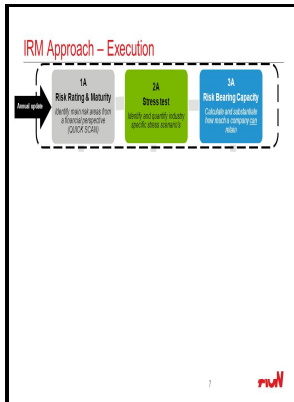 IRM Approach – Execution
Annual update
1A
Risk Rating & Maturity
Identify main risk areas from
a financial perspective
(QUICK SCAN)
2A
Stress test
Identify and quantify industry
specific stress scenario's
3A
Risk Bearing Capacity
Calculate and substantiate
how much a company can
retain
7